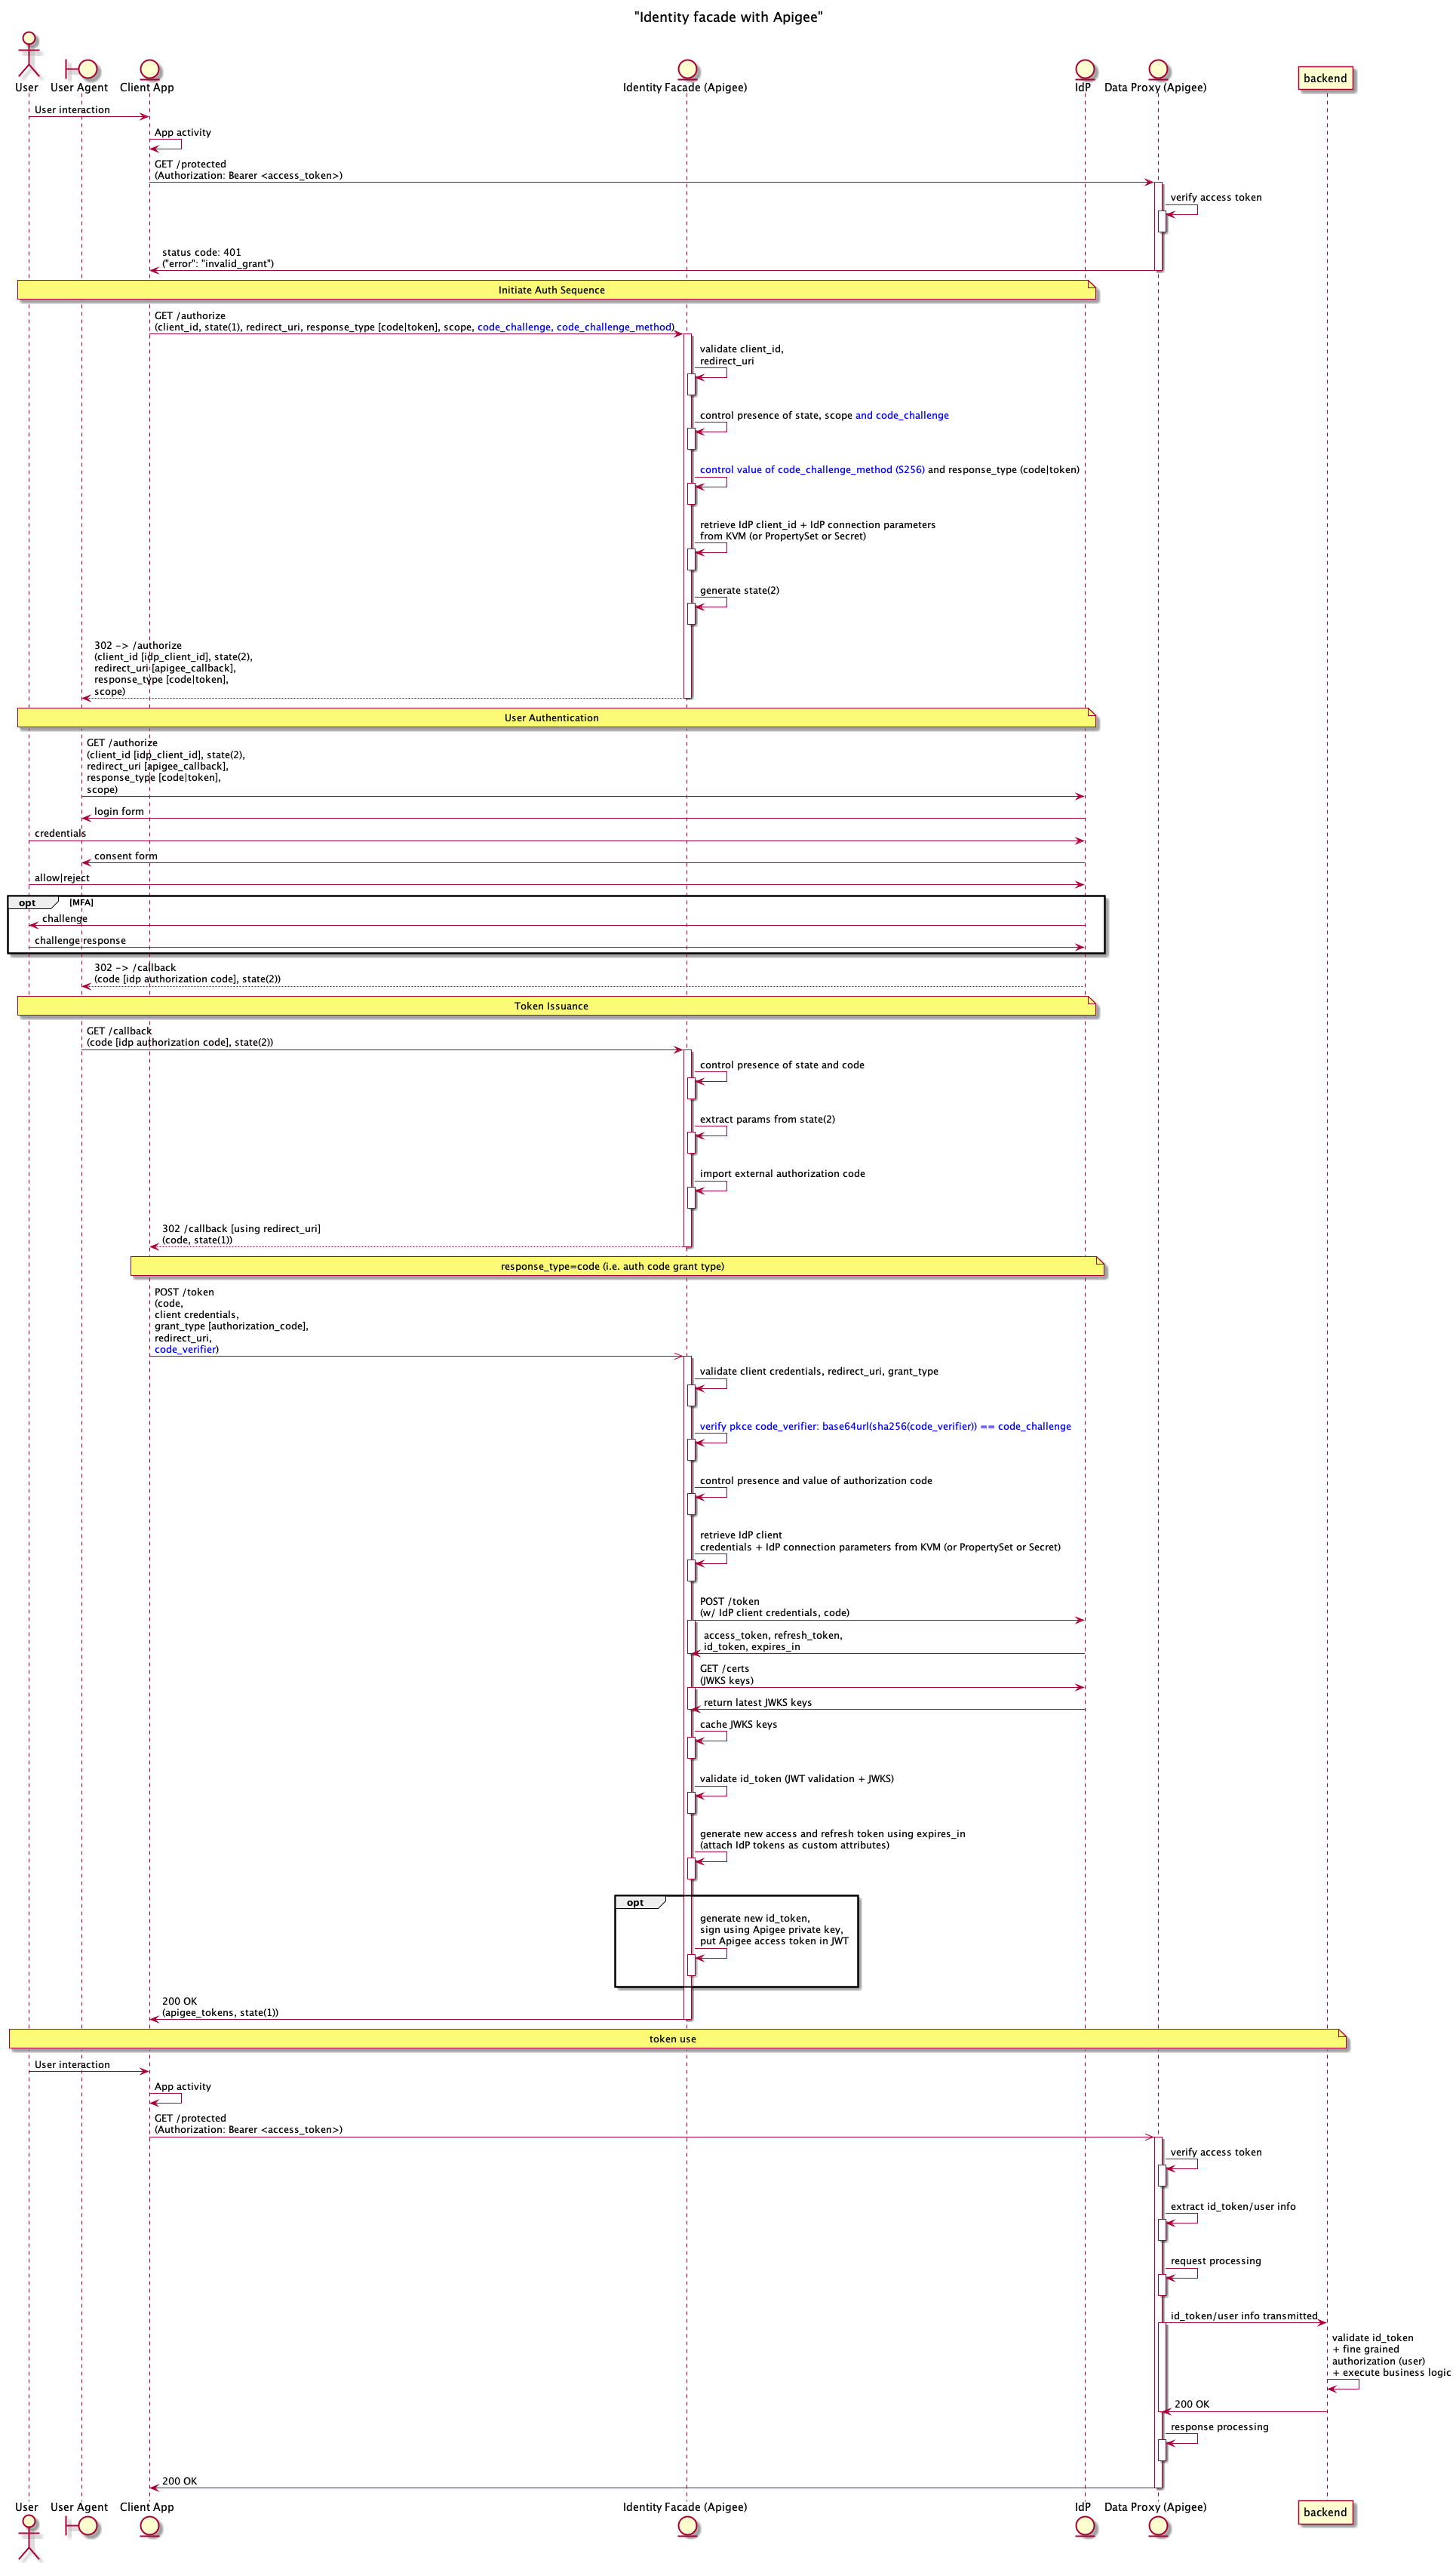 "Identity facade with Apigee"
User
User Agent
Client App
Identity Facade (Apigee)
IdP
Data Proxy (Apigee)
backend
User interaction
App activity
GET /protected
(Authorization: Bearer <access_token>)
verify access token
status code: 401
("error": "invalid_grant")
Initiate Auth Sequence
GET /authorize
(client_id, state(1), redirect_uri, response_type [code|token], scope, code_challenge, code_challenge_method)
validate client_id,
redirect_uri
control presence of state, scope and code_challenge
control value of code_challenge_method (S256) and response_type (code|token)
retrieve IdP client_id + IdP connection parameters
from KVM (or PropertySet or Secret)
generate state(2)
302 -> /authorize
(client_id [idp_client_id], state(2),
redirect_uri [apigee_callback],
response_type [code|token],
scope)
User Authentication
GET /authorize
(client_id [idp_client_id], state(2),
redirect_uri [apigee_callback],
response_type [code|token],
scope)
login form
credentials
consent form
allow|reject
opt [MFA]
challenge
challenge response
302 -> /callback
(code [idp authorization code], state(2))
Token Issuance
GET /callback
(code [idp authorization code], state(2))
control presence of state and code
extract params from state(2)
import external authorization code
302 /callback [using redirect_uri]
(code, state(1))
response_type=code (i.e. auth code grant type)
POST /token
(code,
client credentials,
grant_type [authorization_code],
redirect_uri,
code_verifier)
validate client credentials, redirect_uri, grant_type
verify pkce code_verifier: base64url(sha256(code_verifier)) == code_challenge
control presence and value of authorization code
retrieve IdP client
credentials + IdP connection parameters from KVM (or PropertySet or Secret)
POST /token
(w/ IdP client credentials, code)
access_token, refresh_token,
id_token, expires_in
GET /certs
(JWKS keys)
return latest JWKS keys
cache JWKS keys
validate id_token (JWT validation + JWKS)
generate new access and refresh token using expires_in
(attach IdP tokens as custom attributes)
opt
generate new id_token,
sign using Apigee private key,
put Apigee access token in JWT
200 OK
(apigee_tokens, state(1))
token use
User interaction
App activity
GET /protected
(Authorization: Bearer <access_token>)
verify access token
extract id_token/user info
request processing
id_token/user info transmitted
validate id_token
+ fine grained
authorization (user)
+ execute business logic
200 OK
response processing
200 OK
User
User Agent
Client App
Identity Facade (Apigee)
IdP
Data Proxy (Apigee)
backend